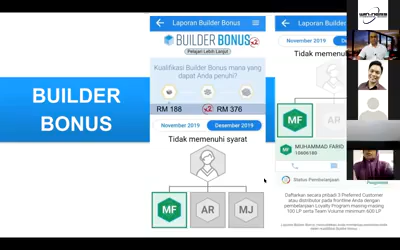 BUILDER
BONUS
Laporan Builder Bonus
BUILDER BONUS x2
Pelajari Lebih Lanjut
Kualifikasi Builder Bonus mana yang
dapat Anda penuhi?
RM 188
x2
RM 376
November 2019
Desember 2019
Tidak memenuhi syarat
MF
AR
MJ
Laporan Builder Bonus
November 2019
Tidak memenuhi
MF
AR
MUHAMMAD FARID
Status Pembelanjaan
Daftarkan secara pribadi 3 Preferred Customer
atau distributor pada frontline Anda dengan
pembelanjaan Loyalty Program masing-masing
100 LP serta Team Volume minimum 600 LP